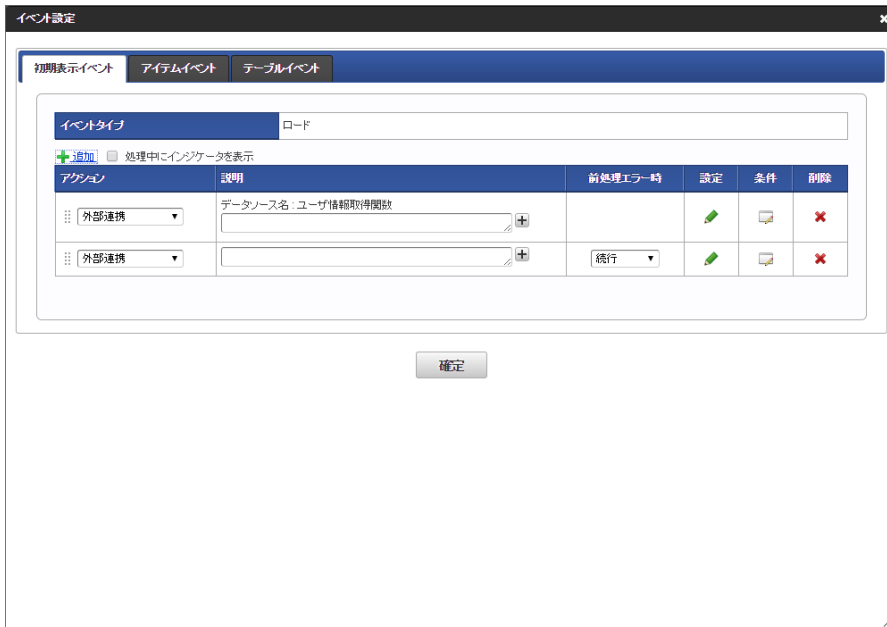 イベント設定
初期表示イベント アイテムイベント テーブルイベント
イベントタイプ ロード
追加 処理中にインジケータを表示
アクション 説明 前処理エラー時 設定 条件 削除
データソース名 : ユーザ情報取得関数
外部連携
外部連携 続行
確定